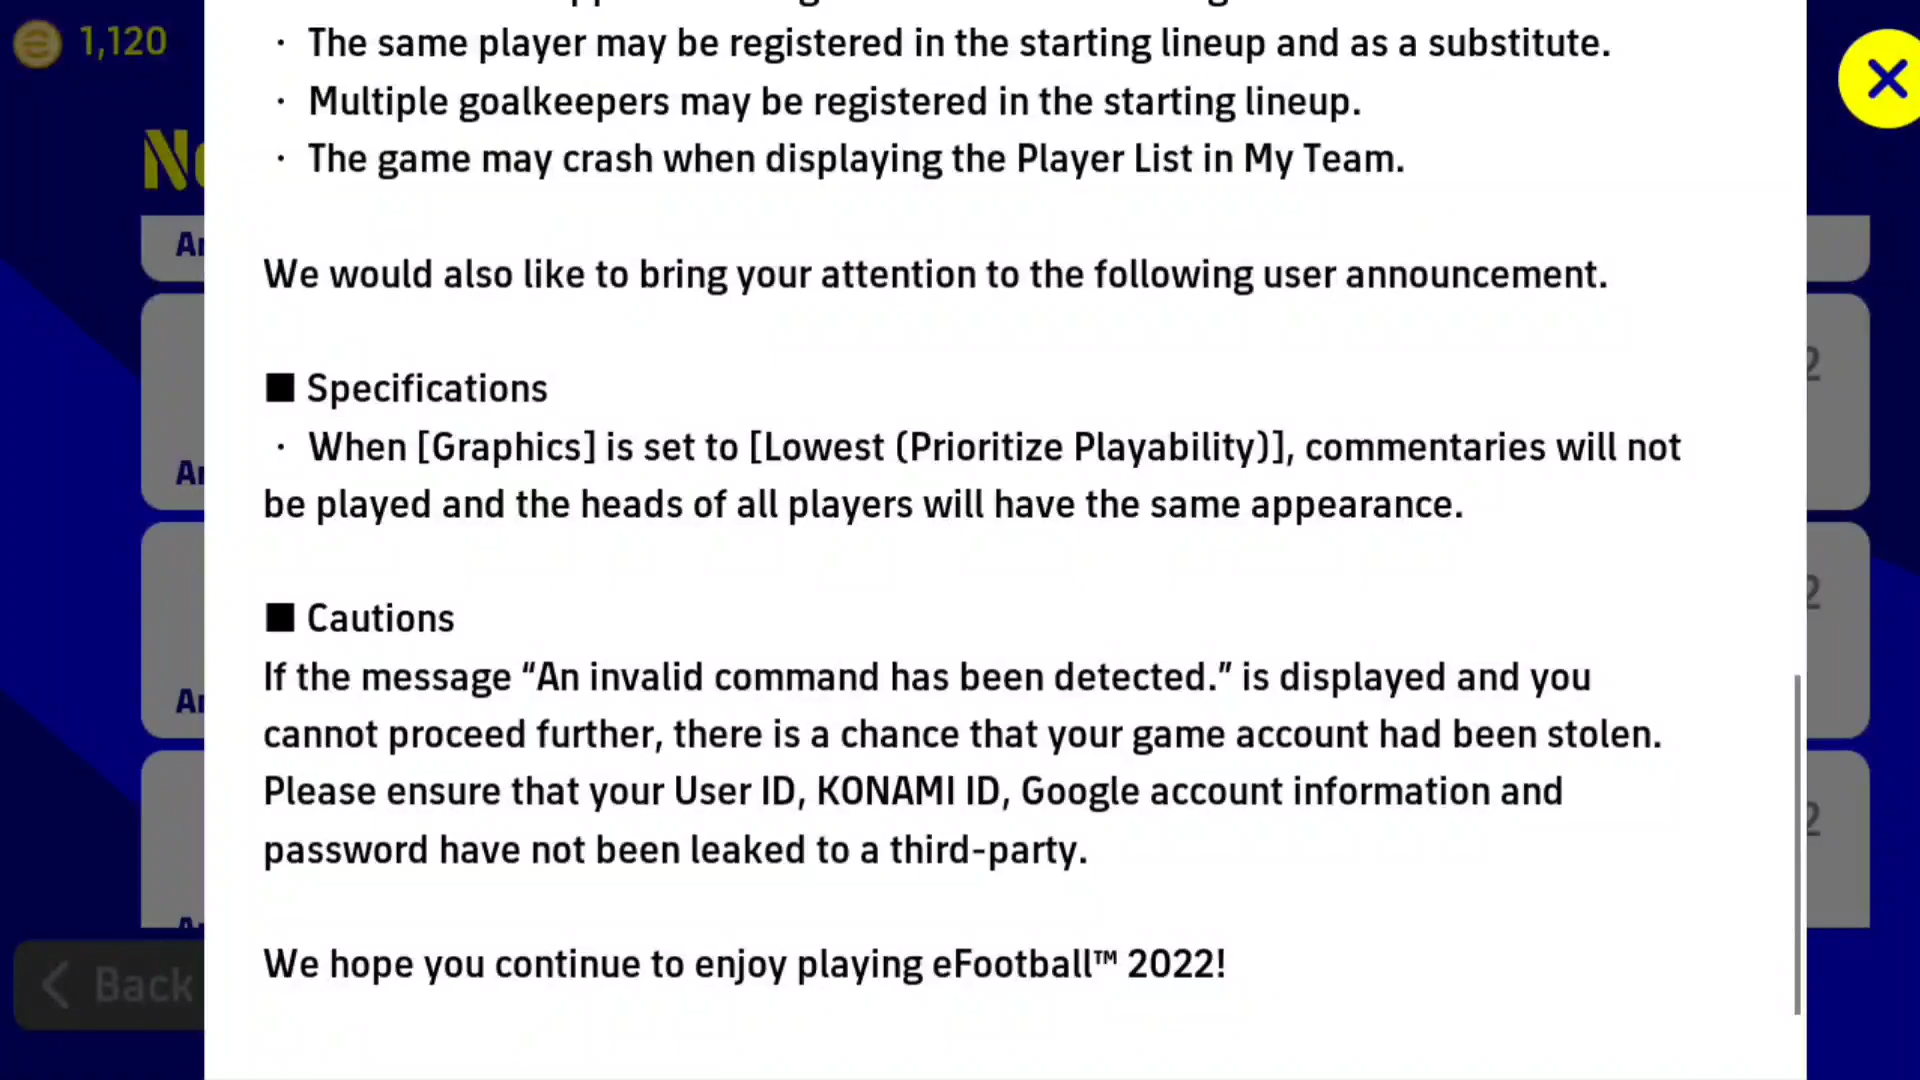 1,120
· The same player may be registered in the starting lineup and as a substitute.
· Multiple goalkeepers may be registered in the starting lineup.
· The game may crash when displaying the Player List in My Team.
We would also like to bring your attention to the following user announcement.
■ Specifications
· When [Graphics] is set to [Lowest (Prioritize Playability)], commentaries will not
be played and the heads of all players will have the same appearance.
■ Cautions
If the message “An invalid command has been detected.” is displayed and you
cannot proceed further, there is a chance that your game account had been stolen.
Please ensure that your User ID, KONAMI ID, Google account information and
password have not been leaked to a third-party.
We hope you continue to enjoy playing eFootball™ 2022!
Back